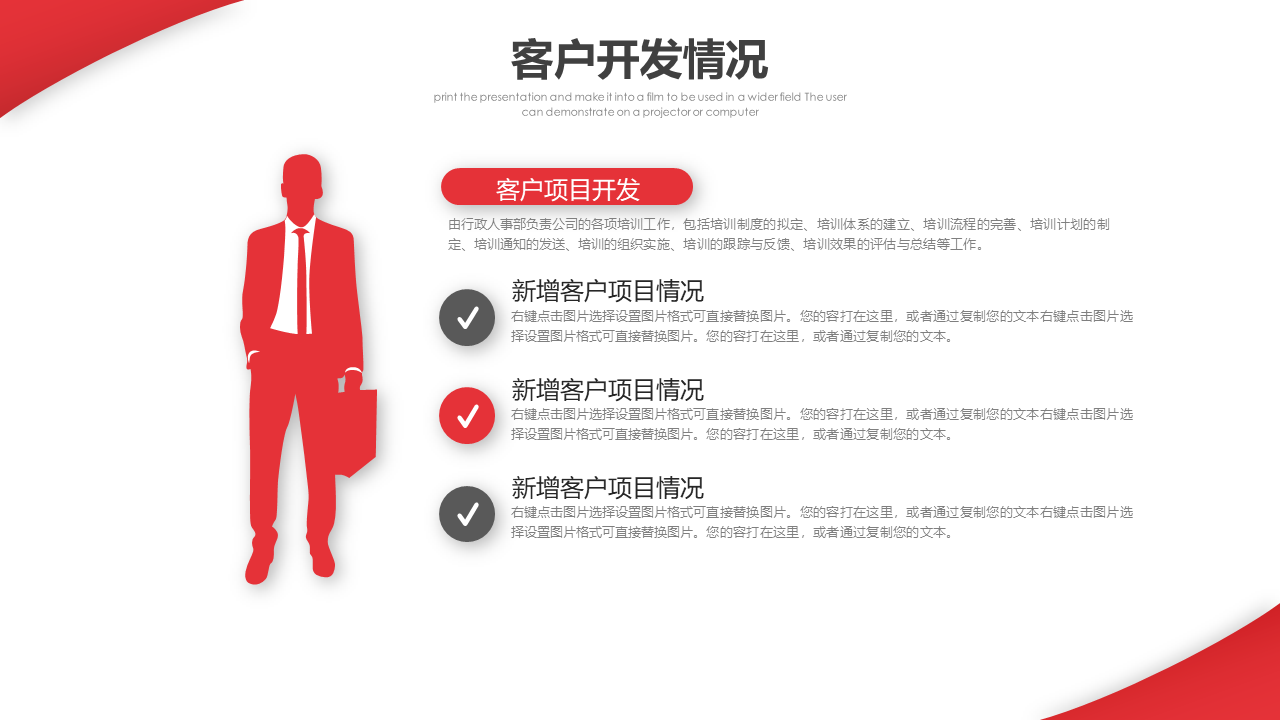 客户开发情况
print the presentation and make it into a film to be used in a wider field The user
can demonstrate on a projector or computer
客户项目开发
由行政人事部负责公司的各项培训工作，包括培训制度的拟定、培训体系的建立、培训流程的完善、培训计划的制
定、培训通知的发送、培训的组织实施、培训的跟踪与反馈、培训效果的评估与总结等工作。
新增客户项目情况
右键点击图片选择设置图片格式可直接替换图片。您的容打在这里，或者通过复制您的文本右键点击图片选
择设置图片格式可直接替换图片。您的容打在这里，或者通过复制您的文本。
新增客户项目情况
右键点击图片选择设置图片格式可直接替换图片。您的容打在这里，或者通过复制您的文本右键点击图片选
择设置图片格式可直接替换图片。您的容打在这里，或者通过复制您的文本。
新增客户项目情况
右键点击图片选择设置图片格式可直接替换图片。您的容打在这里，或者通过复制您的文本右键点击图片选
择设置图片格式可直接替换图片。您的容打在这里，或者通过复制您的文本。